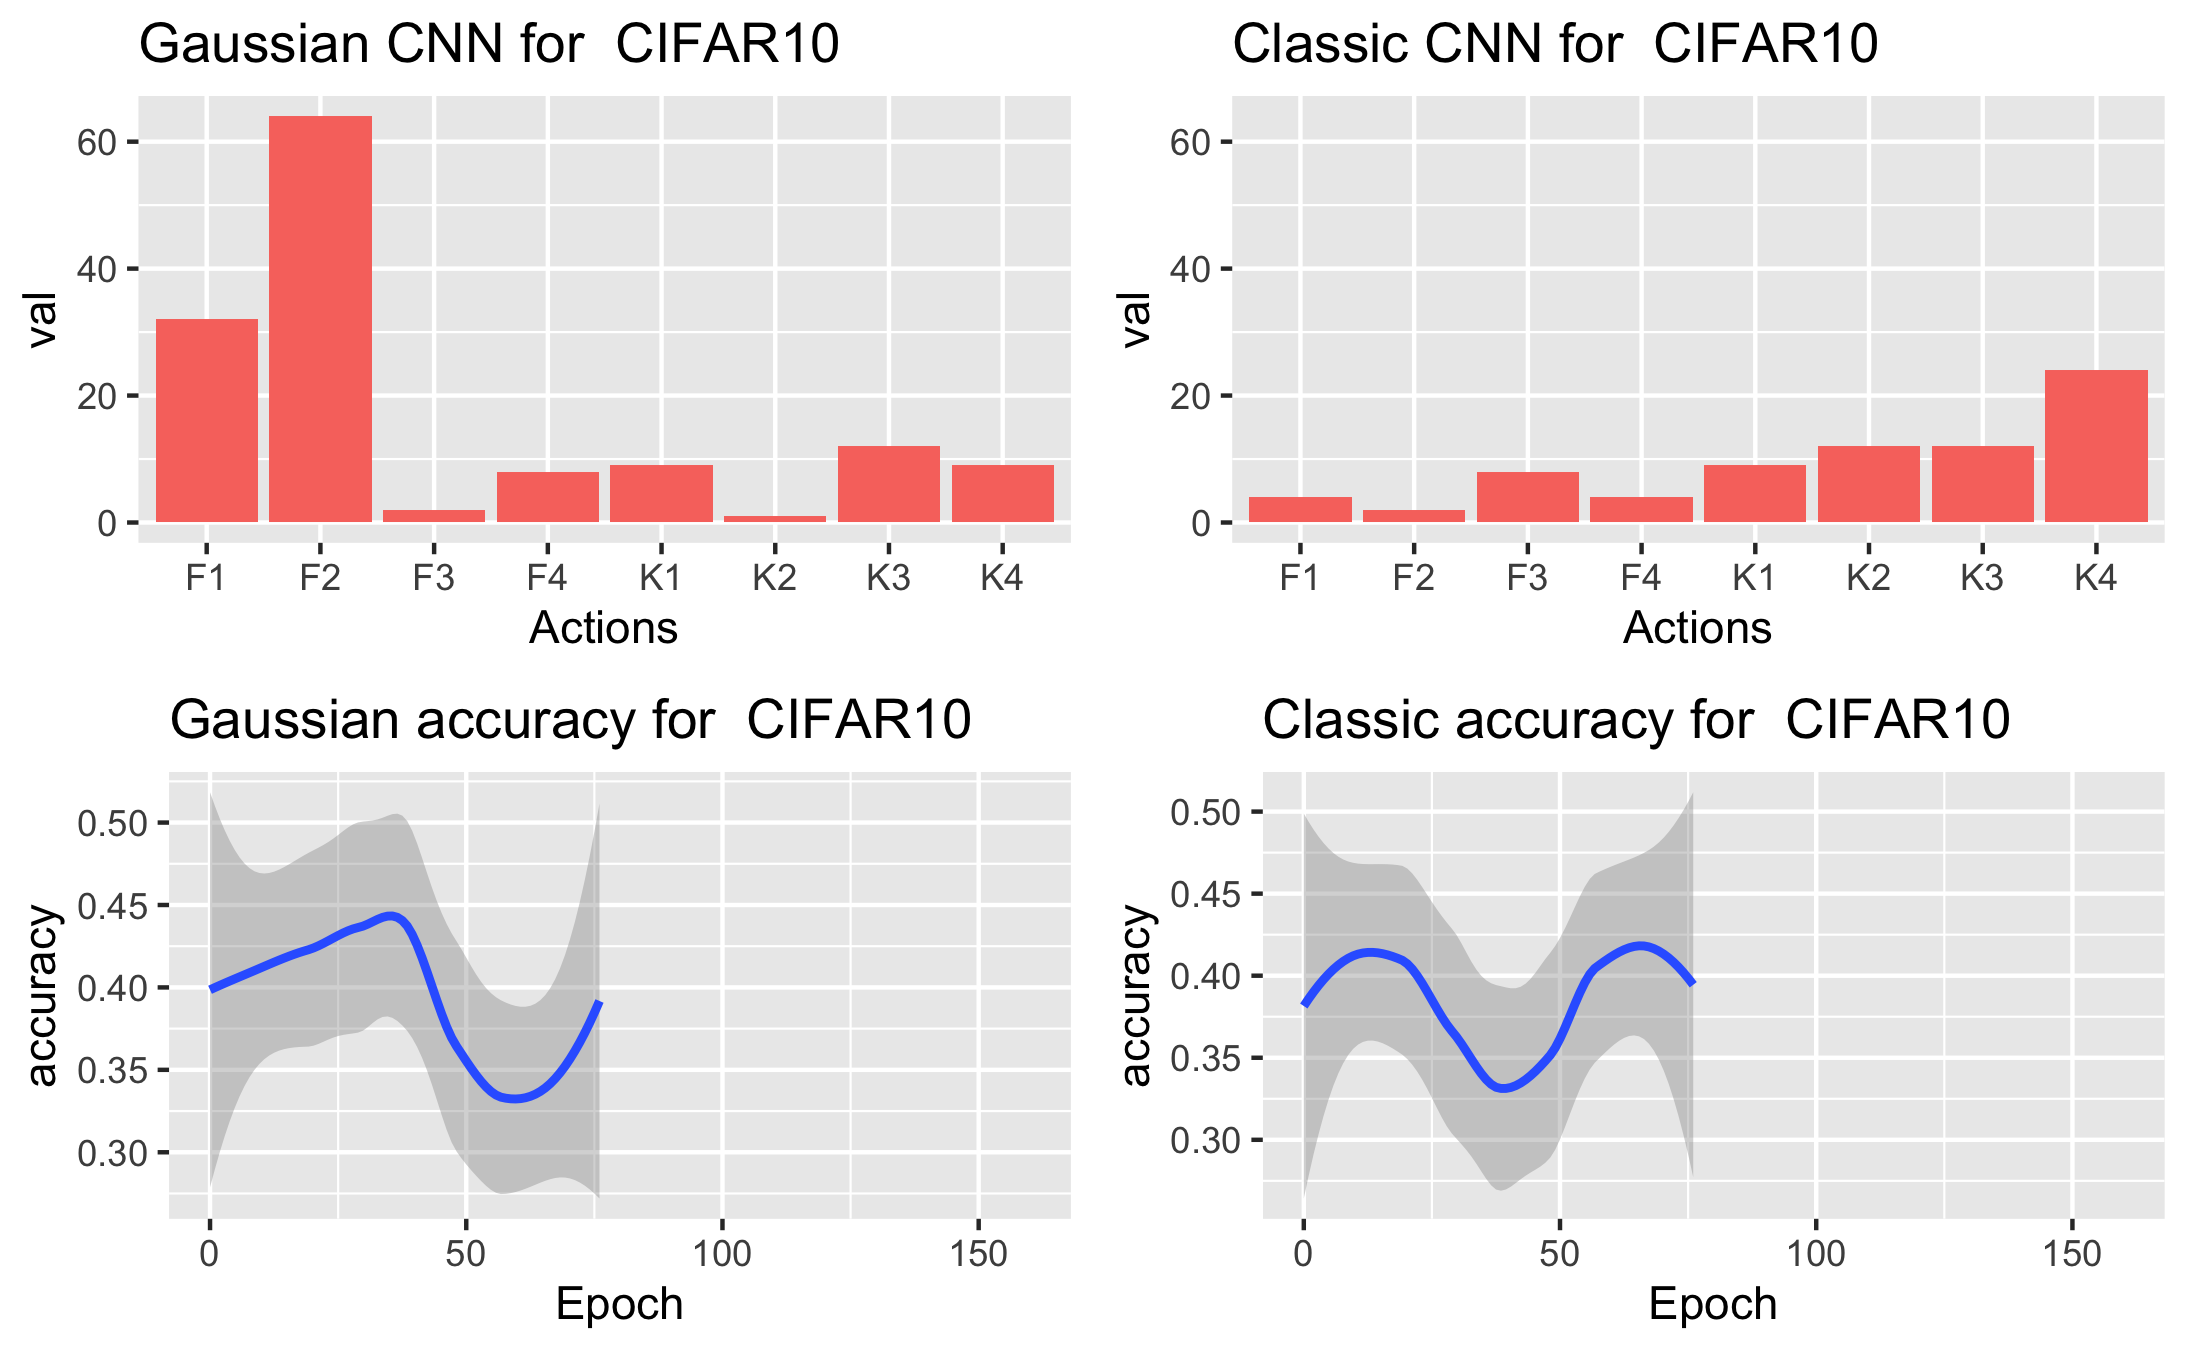 Gaussian CNN for  CIFAR10
val
60
40
20
0
F1 F2 F3 F4 K1 K2 K3 K4
Actions
Classic CNN for  CIFAR10
val
60
40
20
0
F1 F2 F3 F4 K1 K2 K3 K4
Actions
Gaussian accuracy for  CIFAR10
accuracy
0.50
0.45
0.40
0.35
0.30
0 50 100 150
Epoch
Classic accuracy for  CIFAR10
accuracy
0.50
0.45
0.40
0.35
0.30
0 50 100 150
Epoch